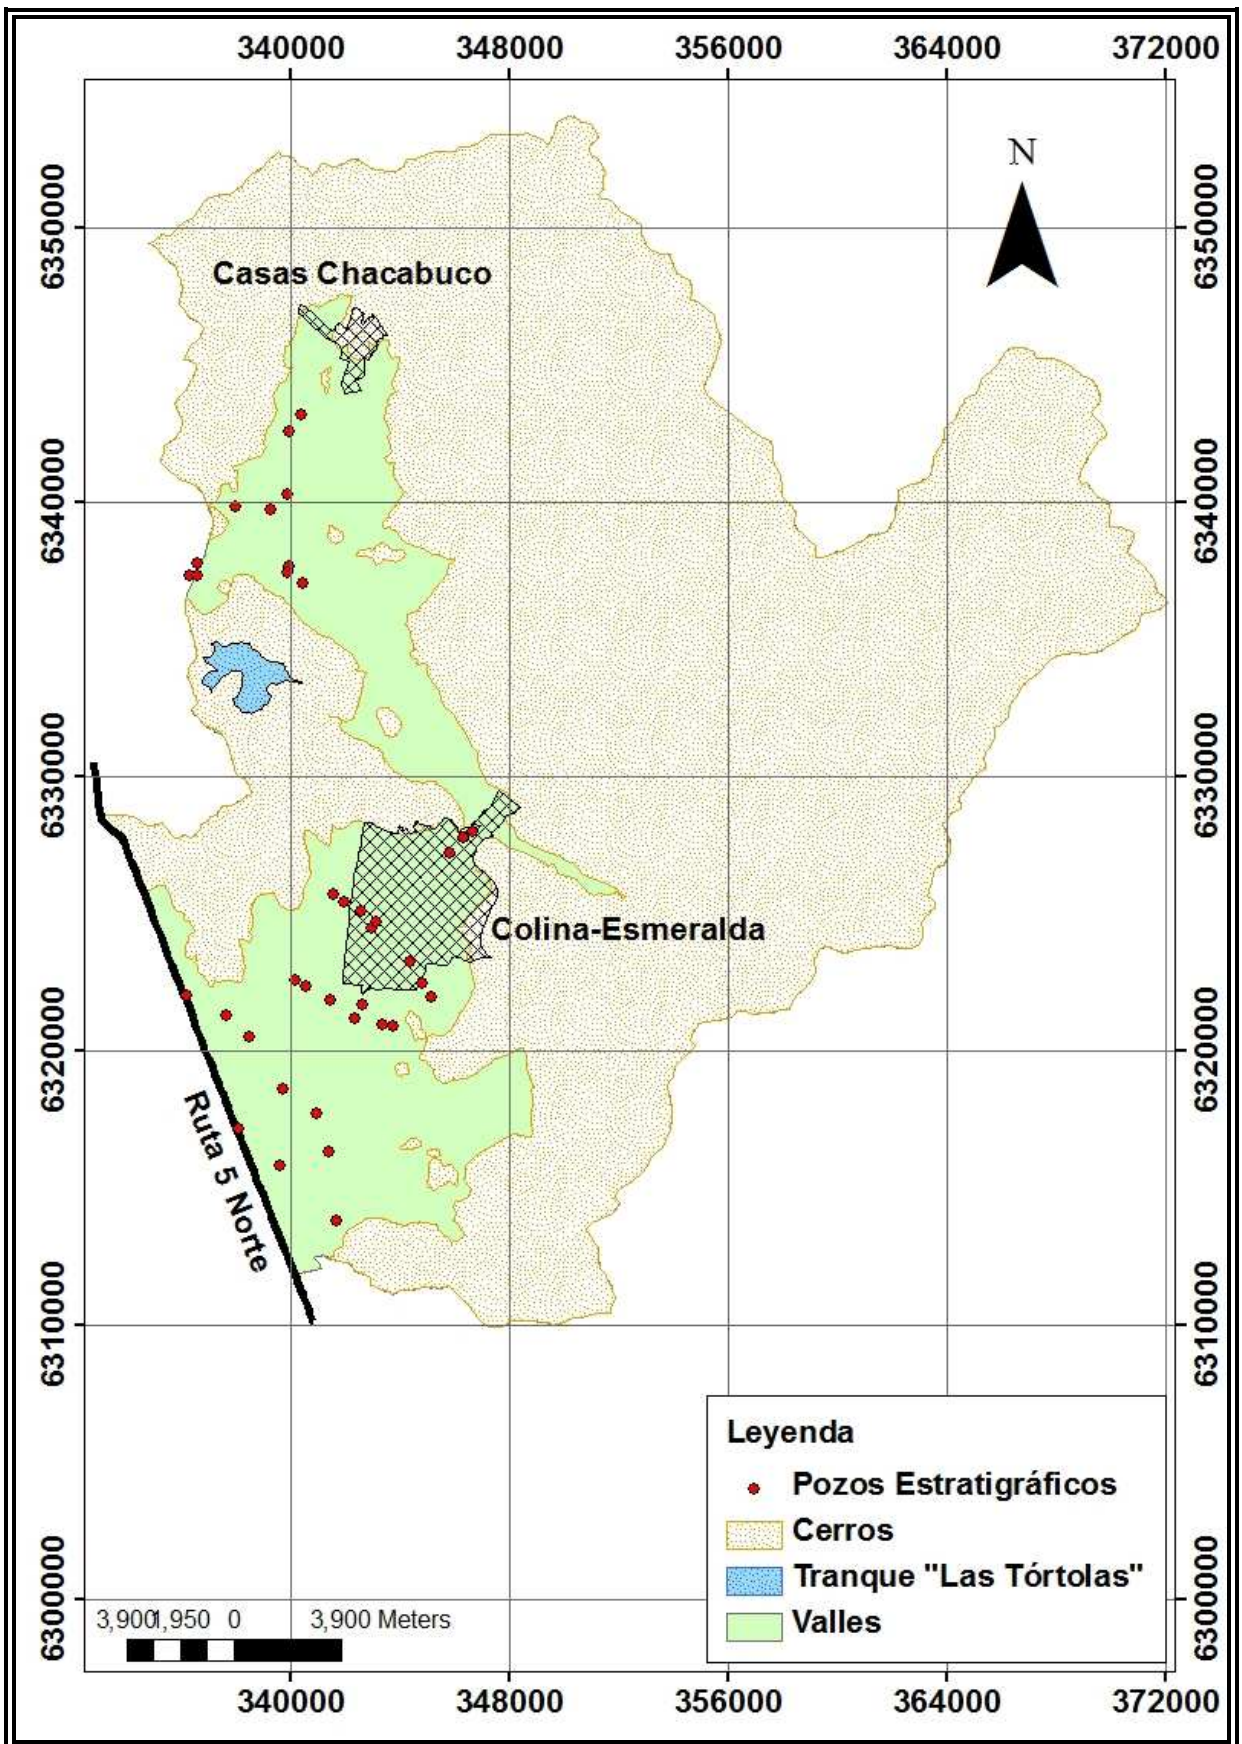 340000 348000 356000 364000 372000
N
6350000
6350000
Casas Chacabuco
6340000
6340000
6330000
6330000
Colina-Esmeralda
6320000
6320000
Ruta 5 Norte
6310000
6310000
Leyenda
Pozos Estratigráficos
Cerros
Tranque "Las Tórtolas"
Valles
6300000
6300000
3,900 1,950 0 3,900 Meters
340000 348000 356000 364000 372000